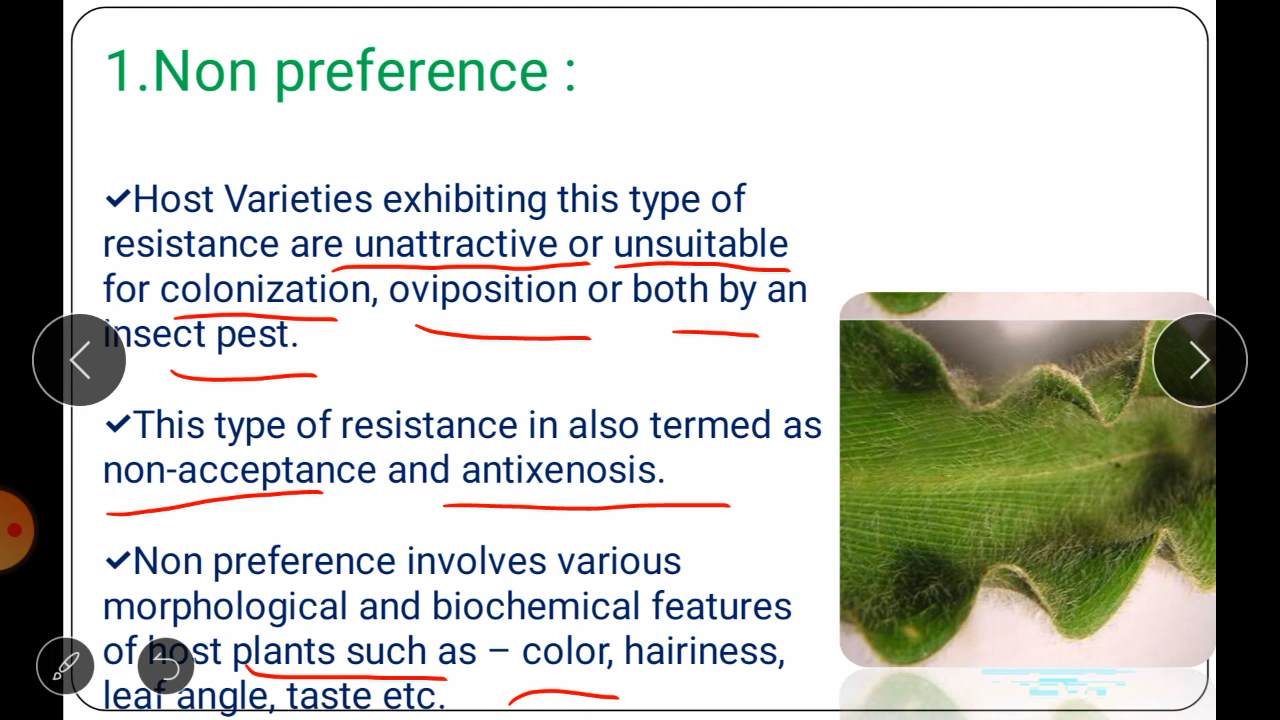 1.Non preference :
✔Host Varieties exhibiting this type of
resistance are unattractive or unsuitable
for colonization, oviposition or both by an
insect pest.
✔This type of resistance in also termed as
non-acceptance and antixenosis.
✔Non preference involves various
morphological and biochemical features
of host plants such as – color, hairiness,
leaf angle, taste etc.